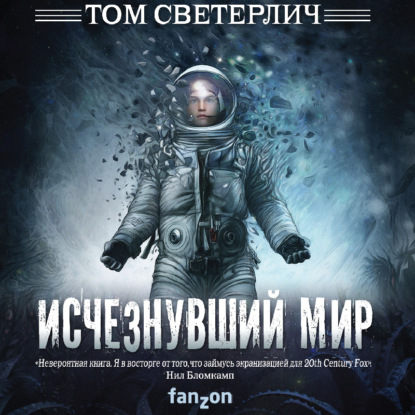 ТОМ СВЕТЕРЛИЧ
ИСЧЕЗНУВШИЙ МИР
«Невероятная книга. Я в восторге от того, что займусь экранизацией для 20th Century Fox»
Нил Бломкамп
fanzon